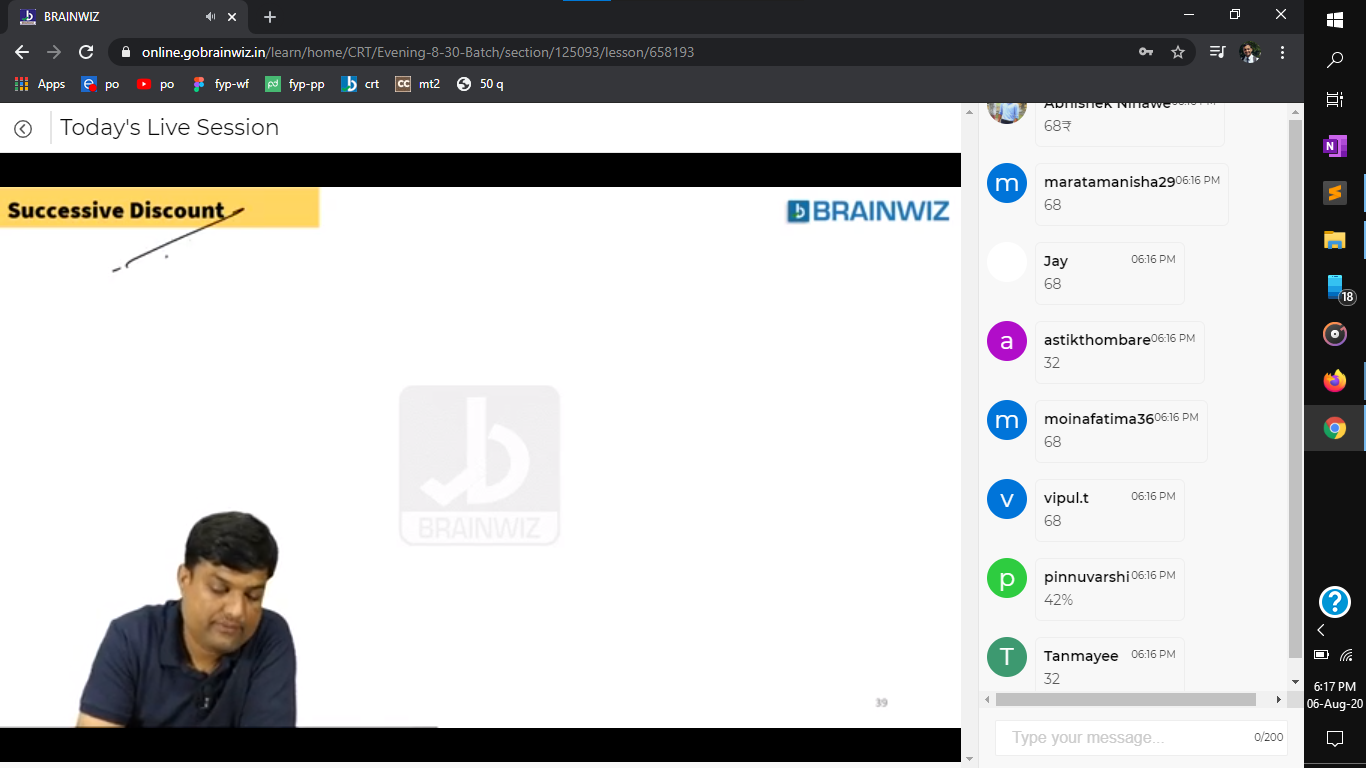 BRAINWIZ
online.gobrainwiz.in/learn/home/CRT/Evening-8-30-Batch/section/125093/lesson/658193
Apps po po fyp-wf fyp-pp crt mt2 50 q
Today's Live Session
Successive Discount
BRAINWIZ
BRAINWIZ
39
Abhishek Ninawe 06:16 PM
68₹
m maratamanisha29 06:16 PM
68
Jay 06:16 PM
68
a astikthombare 06:16 PM
32
m moinafatima36 06:16 PM
68
v vipul.t 06:16 PM
68
p pinnuvarshi 06:16 PM
42%
T Tanmayee 06:16 PM
32
Type your message... 0/200
18
6:17 PM
06-Aug-20